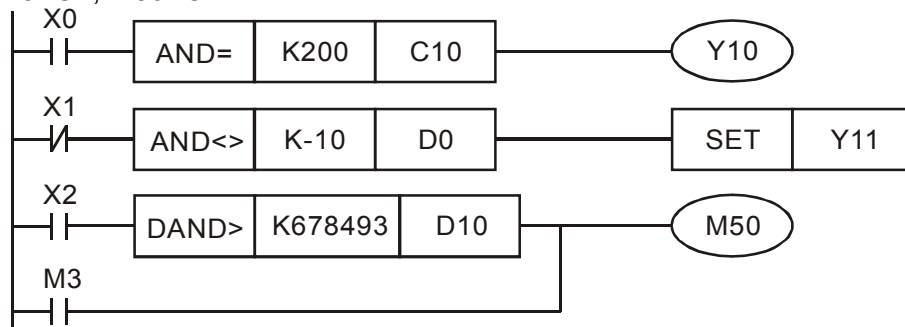 X0
AND= K200 C10 Y10
X1
AND<> K-10 D0 SET Y11
X2
DAND> K678493 D10 M50
M3